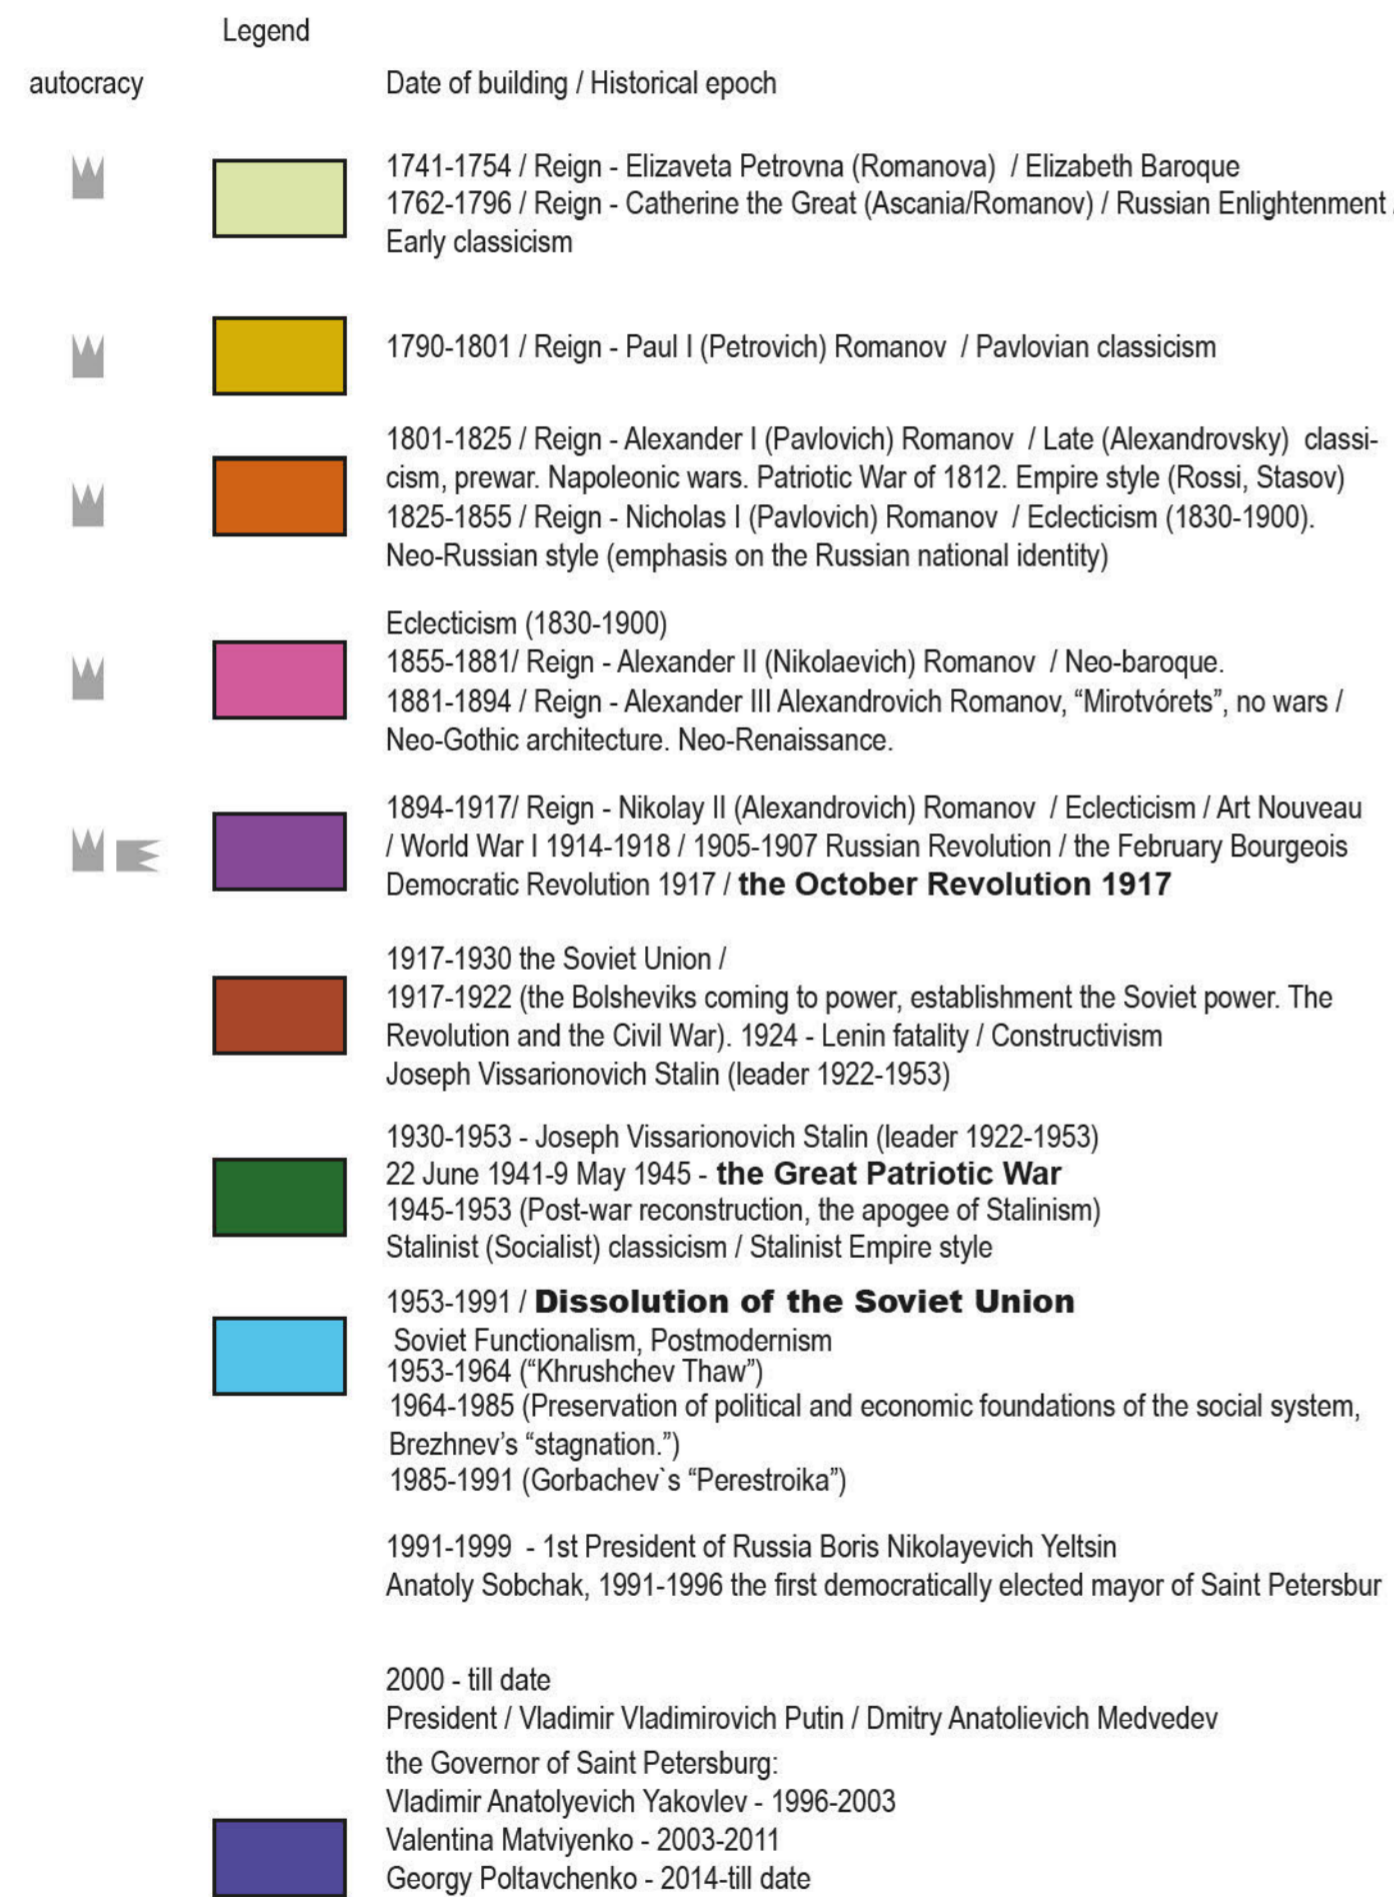 Legend
autocracy
Date of building / Historical epoch
1741-1754 / Reign - Elizaveta Petrovna (Romanova) / Elizabeth Baroque
1762-1796 / Reign - Catherine the Great (Ascania/Romanov) / Russian Enlightenment /
Early classicism
1790-1801 / Reign - Paul I (Petrovich) Romanov / Pavlovian classicism
1801-1825 / Reign - Alexander I (Pavlovich) Romanov / Late (Alexandrovsky) classi-
cism, prewar. Napoleonic wars. Patriotic War of 1812. Empire style (Rossi, Stasov)
1825-1855 / Reign - Nicholas I (Pavlovich) Romanov / Eclecticism (1830-1900).
Neo-Russian style (emphasis on the Russian national identity)
Eclecticism (1830-1900)
1855-1881/ Reign - Alexander II (Nikolaevich) Romanov / Neo-baroque.
1881-1894 / Reign - Alexander III Alexandrovich Romanov, “Mirotvórets”, no wars /
Neo-Gothic architecture. Neo-Renaissance.
1894-1917/ Reign - Nikolay II (Alexandrovich) Romanov / Eclecticism / Art Nouveau
/ World War I 1914-1918 / 1905-1907 Russian Revolution / the February Bourgeois
Democratic Revolution 1917 / the October Revolution 1917
1917-1930 the Soviet Union /
1917-1922 (the Bolsheviks coming to power, establishment the Soviet power. The
Revolution and the Civil War). 1924 - Lenin fatality / Constructivism
Joseph Vissarionovich Stalin (leader 1922-1953)
1930-1953 - Joseph Vissarionovich Stalin (leader 1922-1953)
22 June 1941-9 May 1945 - the Great Patriotic War
1945-1953 (Post-war reconstruction, the apogee of Stalinism)
Stalinist (Socialist) classicism / Stalinist Empire style
1953-1991 / Dissolution of the Soviet Union
Soviet Functionalism, Postmodernism
1953-1964 (“Khrushchev Thaw”)
1964-1985 (Preservation of political and economic foundations of the social system,
Brezhnev’s “stagnation.”)
1985-1991 (Gorbachev`s “Perestroika”)
1991-1999 - 1st President of Russia Boris Nikolayevich Yeltsin
Anatoly Sobchak, 1991-1996 the first democratically elected mayor of Saint Petersbur
2000 - till date
President / Vladimir Vladimirovich Putin / Dmitry Anatolievich Medvedev
the Governor of Saint Petersburg:
Vladimir Anatolyevich Yakovlev - 1996-2003
Valentina Matviyenko - 2003-2011
Georgy Poltavchenko - 2014-till date